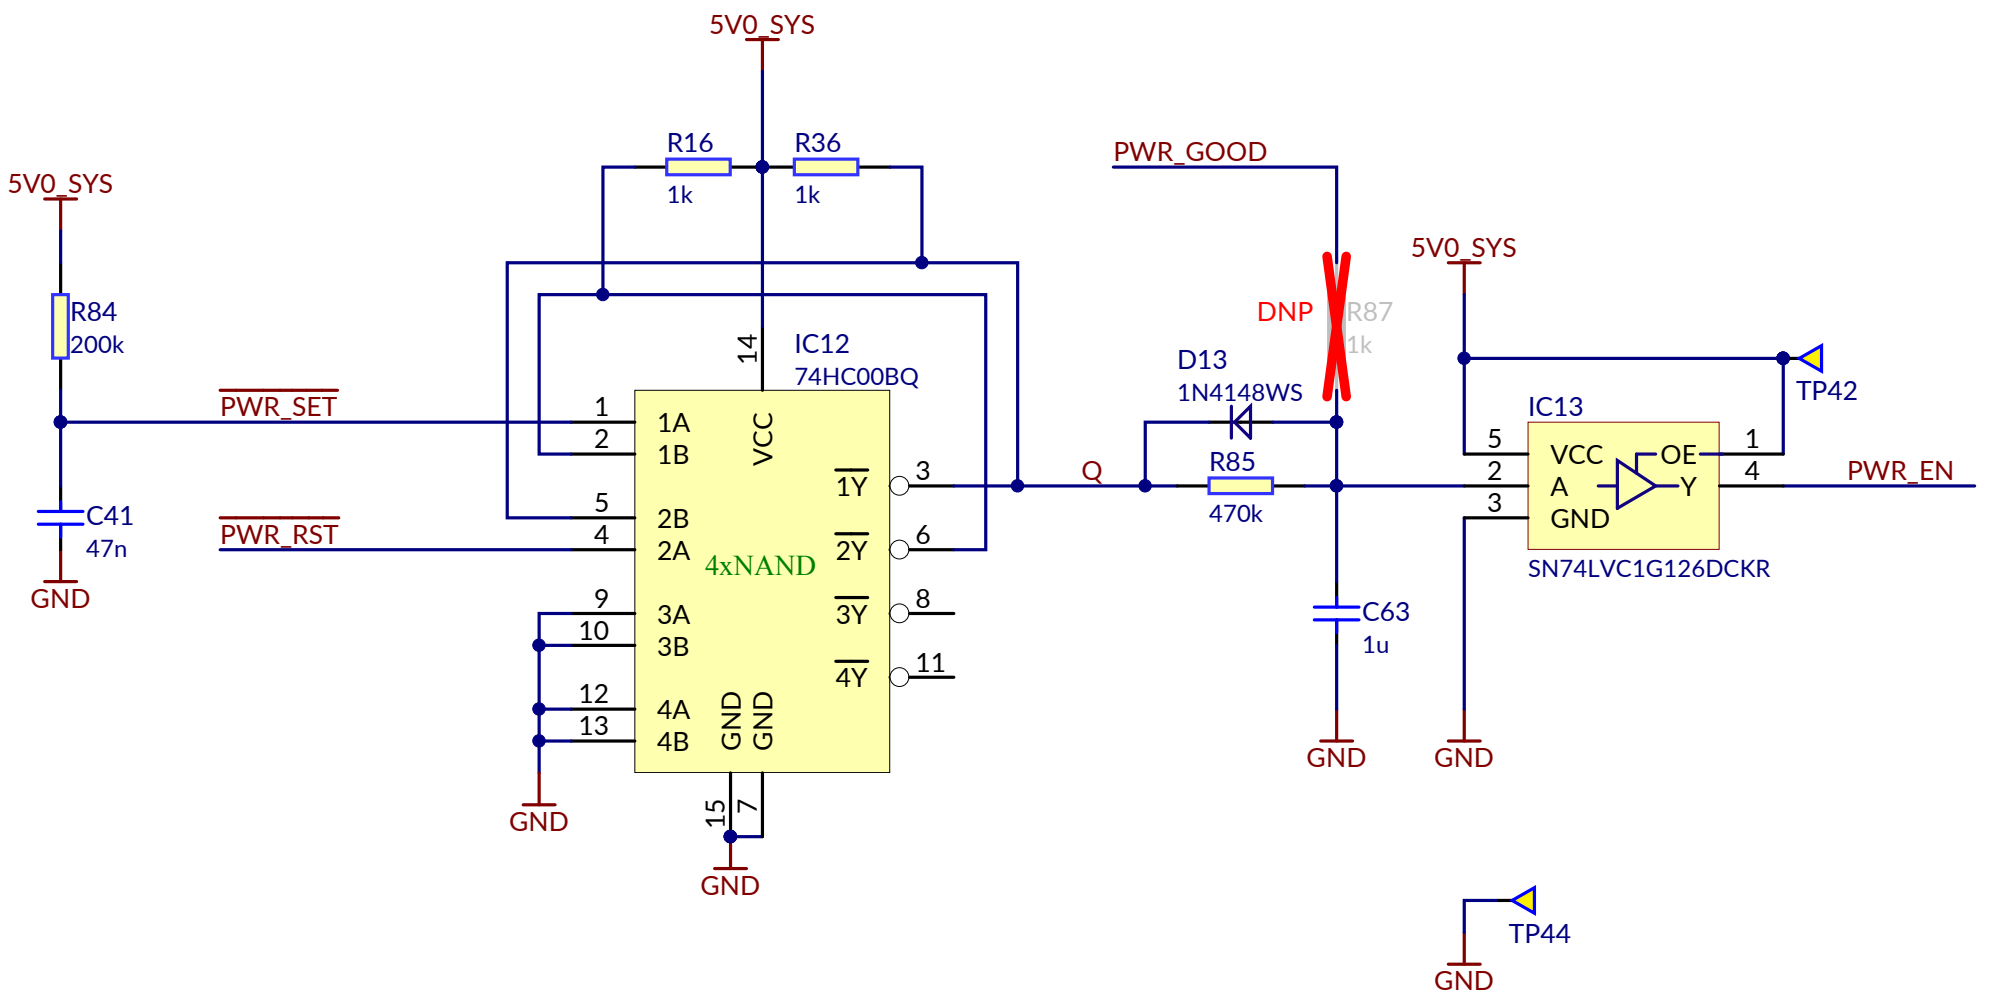 5V0_SYS
R16
1k
R36
1k
PWR_GOOD
5V0_SYS
R84
200k
C41
47n
GND
PWR_SET
PWR_RST
IC12
74HC00BQ
14
VCC
1 1A
2 1B
5 2B
4 2A
9 3A
10 3B
12 4A
13 4B
4xNAND
1Y 3
2Y 6
3Y 8
4Y 11
GND GND
15 7
GND
GND
Q
DNP
R87
1k
D13
1N4148WS
R85
470k
C63
1u
GND
5V0_SYS
TP42
IC13
5 VCC OE 1
2 A Y 4
3 GND
SN74LVC1G126DCKR
PWR_EN
GND
TP44
GND